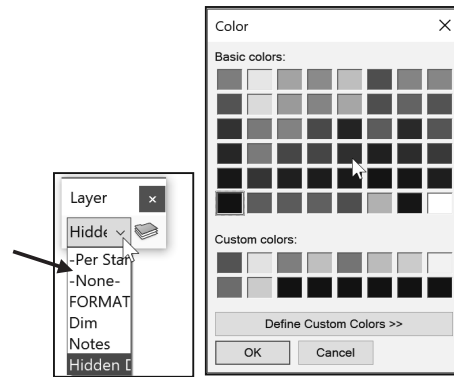 Layer
Hidde
-Per Star
-None-
FORMAT
Dim
Notes
Hidden D
Color
Basic colors:
Custom colors:
Define Custom Colors >>
OK
Cancel